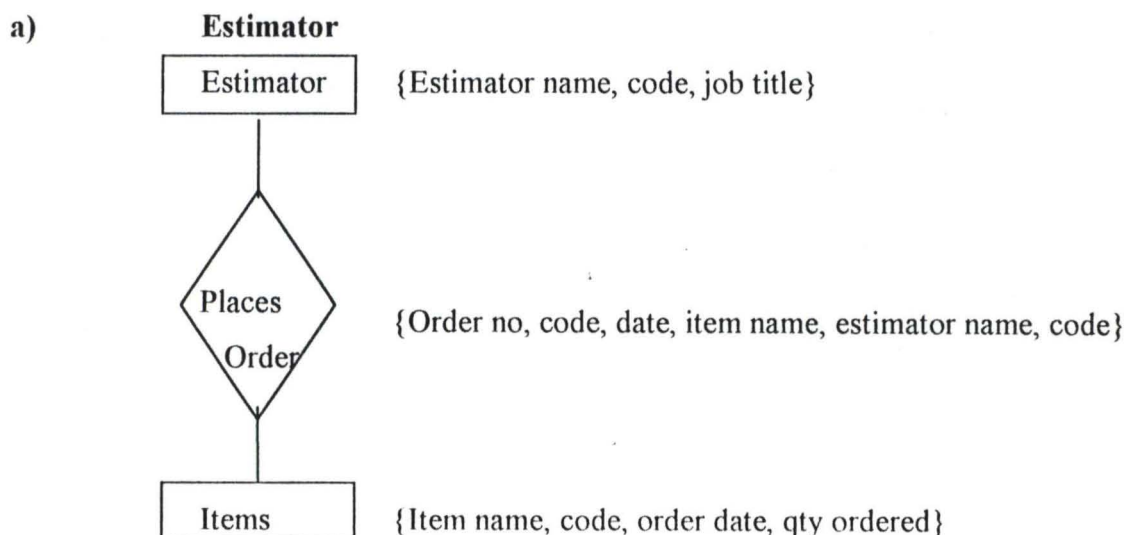 a) Estimator
Estimator {Estimator name, code, job title}
Places
{Order no, code, date, item name, estimator name, code}
Order
Items {Item name, code, order date, qty ordered}